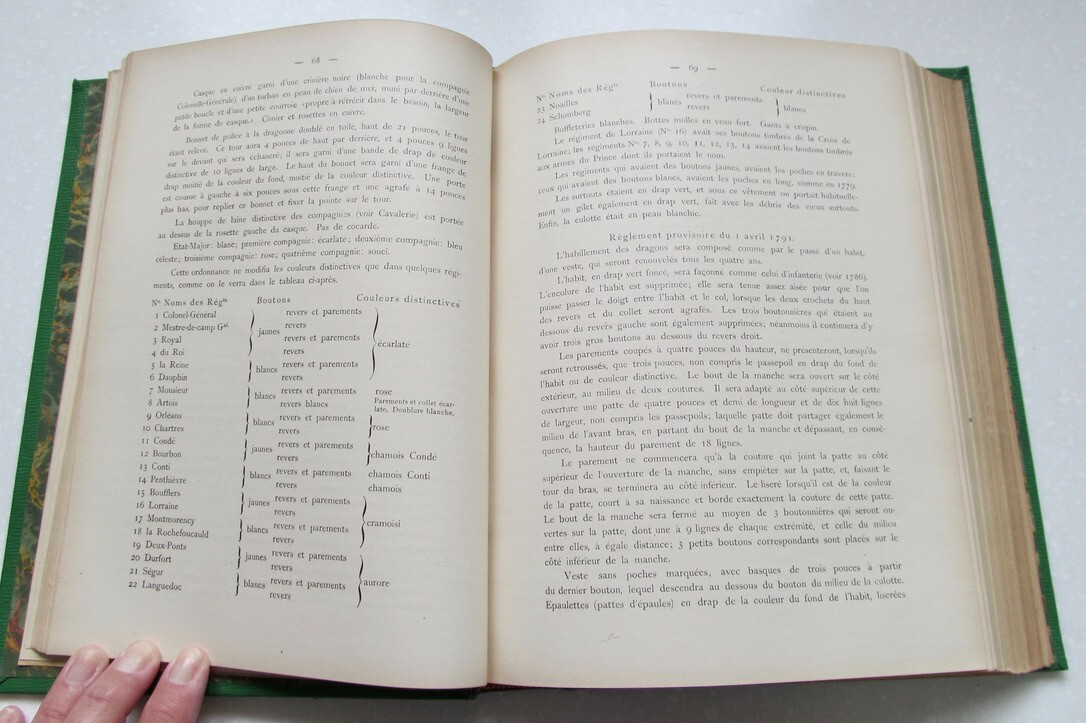 — 68 —
Casque en cuivre garni d'une crinière noire (blanche pour la compagnie
Colonelle-Générale), d'un turban en peau de chien de mer, muni par derrière d'une
petite boucle et d'une petite courroie «propre à rétrécir dans le besoin, la largeur
de la forme de casque.» Cimier et rosettes en cuivre.
Bonnet de police à la dragonne doublé en toile, haut de 21 pouces, le tour
étant relevé. Ce tour aura 4 pouces de haut par derrière, et 4 pouces 9 lignes
sur le devant qui sera échancré; il sera garni d'une bande de drap de couleur
distinctive de 10 lignes de large. Le haut du bonnet sera garni d'une frange de
drap moitié de la couleur du fond, moitié de la couleur distinctive. Une porte
est cousue à gauche à six pouces sous cette frange et une agrafe à 14 pouces
plus bas, pour replier ce bonnet et fixer la pointe sur le tour.
La houppe de laine distinctive des compagnies (voir Cavalerie) est portée
au dessus de la rosette gauche du casque. Pas de cocarde.
Etat-Major: blanc; première compagnie: écarlate; deuxième compagnie: bleu
céleste; troisième compagnie: rose; quatrième compagnie: souci.
Cette ordonnance ne modifia les couleurs distinctives que dans quelques régi-
ments, comme on le verra dans le tableau ci-après.
Nos Noms des Régts. Boutons Couleurs distinctives
1 Colonel-Général revers et parements
2 Mestre-de-camp Gal. jaunes revers
3 Royal revers et parements
4 du Roi revers écarlate
5 la Reine blancs revers et parements
6 Dauphin revers
7 Monsieur blancs revers et parements rose
8 Artois revers blancs Parements et collet écar-
late. Doublure blanche.
9 Orléans blancs revers et parements rose
10 Chartres revers
11 Condé jaunes revers et parements chamois Condé
12 Bourbon revers
13 Conti blancs revers et parements chamois Conti
14 Penthièvre revers chamois
15 Boufflers jaunes revers et parements
16 Lorraine revers cramoisi
17 Montmorency blancs revers et parements
18 la Rochefoucauld revers
19 Deux-Ponts jaunes revers et parements
20 Durfort revers aurore
21 Ségur blancs revers et parements
22 Languedoc revers
— 69 —
Nos Noms des Régts Boutons Couleur distinctives
23 Noailles blancs revers et parements blancs
24 Schomberg revers
Buffleteries blanches. Bottes molles en veau fort. Gants à crispin.
Le régiment de Lorraine (No 16) avait ses boutons timbrés de la Croix de
Lorraine; les régiments Nos 7, 8, 9, 10, 11, 12, 13, 14 avaient les boutons timbrés
aux armes du Prince dont ils portaient le nom.
Les régiments qui avaient des boutons jaunes, avaient les poches en travers:
ceux qui avaient des boutons blancs, avaient les poches en long, comme en 1779.
Les surtouts étaient en drap vert, et sous ce vêtement on portait habituelle-
ment un gilet également en drap vert, fait avec les débris des vieux surtouts.
Enfin, la culotte était en peau blanchie.
Règlement provisoire du 1 avril 1791.
L'habillement des dragons sera composé comme par le passé d'un habit,
d'une veste, qui seront renouvelés tous les quatre ans.
L'habit, en drap vert foncé, sera façonné comme celui d'infanterie (voir 1786).
L'encolure de l'habit est supprimée; elle sera tenue assez aisée pour que l'on
puisse passer le doigt entre l'habit et le col, lorsque les deux crochets du haut
des revers et du collet seront agrafés. Les trois boutonnières qui étaient au
dessous du revers gauche sont également supprimées; néanmoins il continuera d'y
avoir trois gros boutons au dessous du revers droit.
Les parements coupés à quatre pouces du hauteur, ne présenteront, lorsqu'ils
seront retroussés, que trois pouces, non compris le passepoil en drap du fond de
l'habit ou de couleur distinctive. Le bout de la manche sera ouvert sur le côté
extérieur, au milieu de deux coutures. Il sera adapté au côté supérieur de cette
ouverture une patte de quatre pouces et demi de longueur et de dix huit lignes
de largeur, non compris les passepoils; laquelle patte doit partager également le
milieu de l'avant bras, en partant du bout de la manche et dépassant, en consé-
quence, la hauteur du parement de 18 lignes.
Le parement ne commencera qu'à la couture qui joint la patte au côté
supérieur de l'ouverture de la manche, sans empiéter sur la patte, et, faisant le
tour du bras, se terminera au côté inférieur. Le liseré lorsqu'il est de la couleur
de la patte, court à sa naissance et borde exactement la couture de cette patte.
Le bout de la manche sera fermé au moyen de 3 boutonnières qui seront ou-
vertes sur la patte, dont une à 9 lignes de chaque extrémité, et celle du milieu
entre elles, à égale distance; 3 petits boutons correspondants sont placés sur le
côté inférieur de la manche.
Veste sans poches marquées, avec basques de trois pouces à partir
du dernier bouton, lequel descendra au dessous du bouton du milieu de la culotte.
Epaulettes (pattes d'épaules) en drap de la couleur du fond de l'habit, liserées